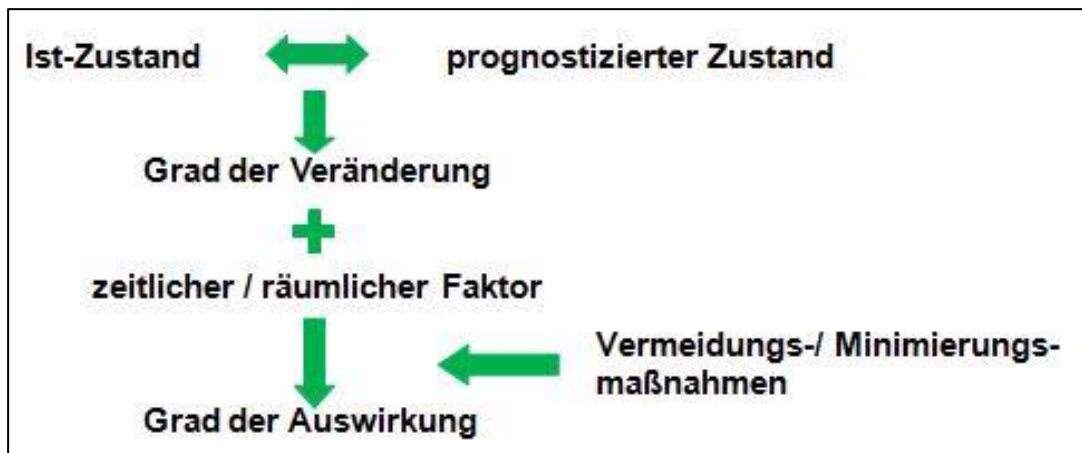 Ist-Zustand prognostizierter Zustand
Grad der Veränderung
zeitlicher / räumlicher Faktor
Vermeidungs-/ Minimierungs-
maßnahmen
Grad der Auswirkung